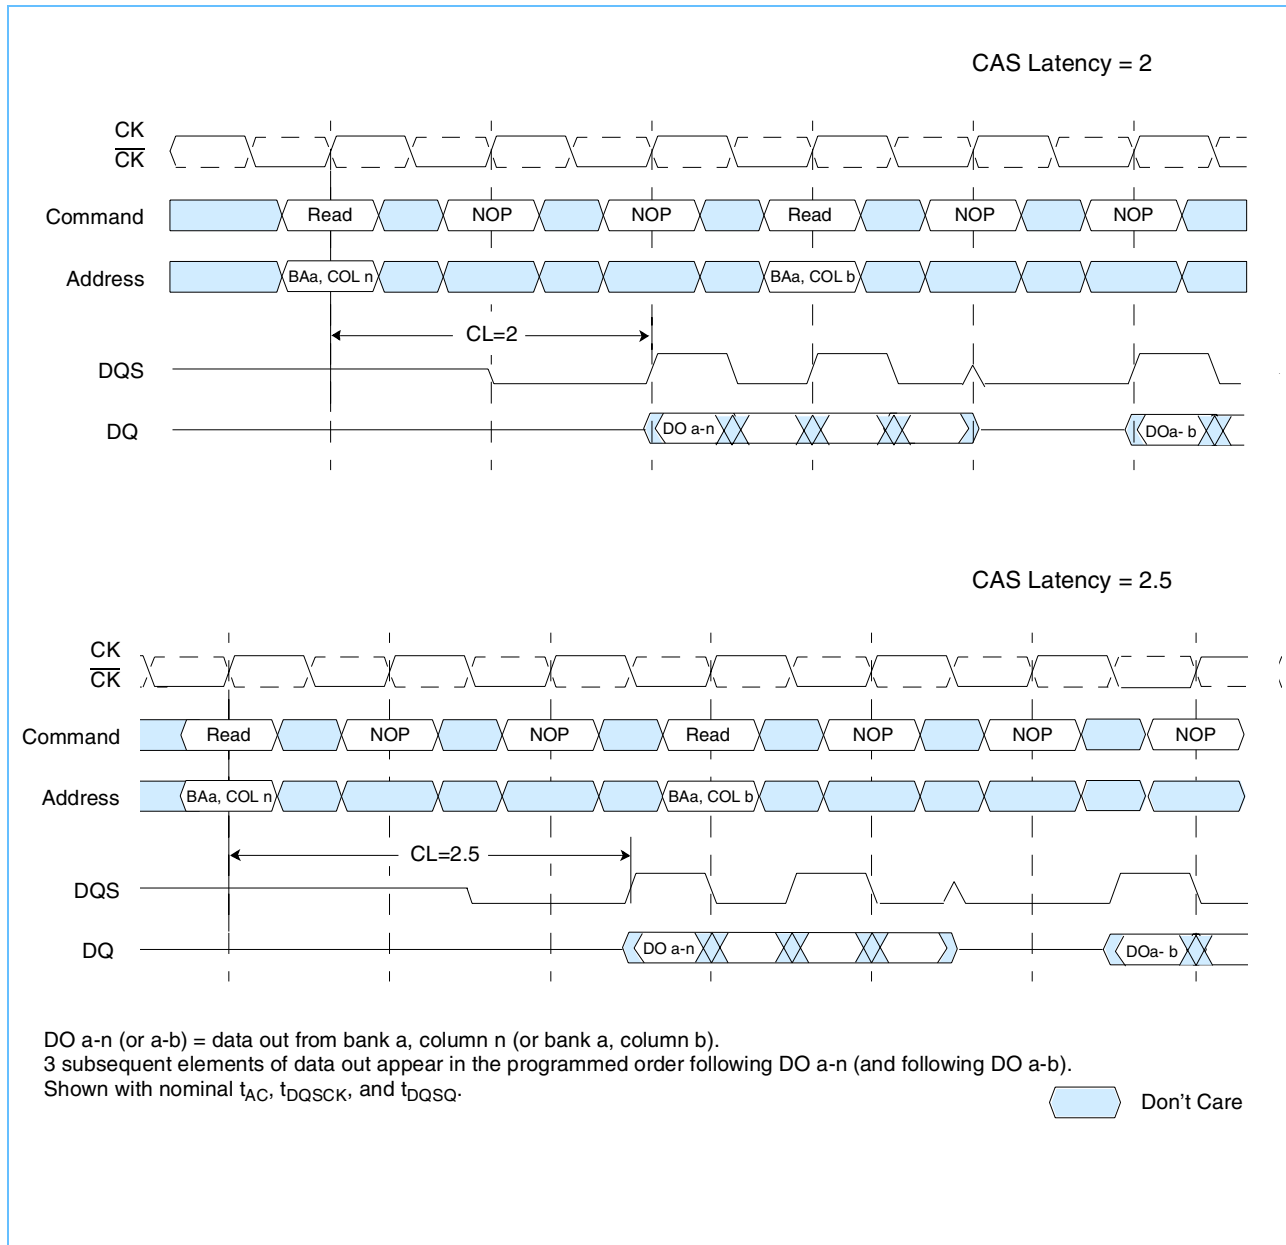 CAS Latency = 2
CK
CK
Command
Read
NOP
NOP
Read
NOP
NOP
Address
BAa, COL n
BAa, COL b
CL=2
DQS
DQ
DO a-n
DOa- b
CAS Latency = 2.5
CK
CK
Command
Read
NOP
NOP
Read
NOP
NOP
NOP
Address
BAa, COL n
BAa, COL b
CL=2.5
DQS
DQ
DO a-n
DOa- b
DO a-n (or a-b) = data out from bank a, column n (or bank a, column b).
3 subsequent elements of data out appear in the programmed order following DO a-n (and following DO a-b).
Shown with nominal tAC, tDQSCK, and tDQSQ.
Don't Care